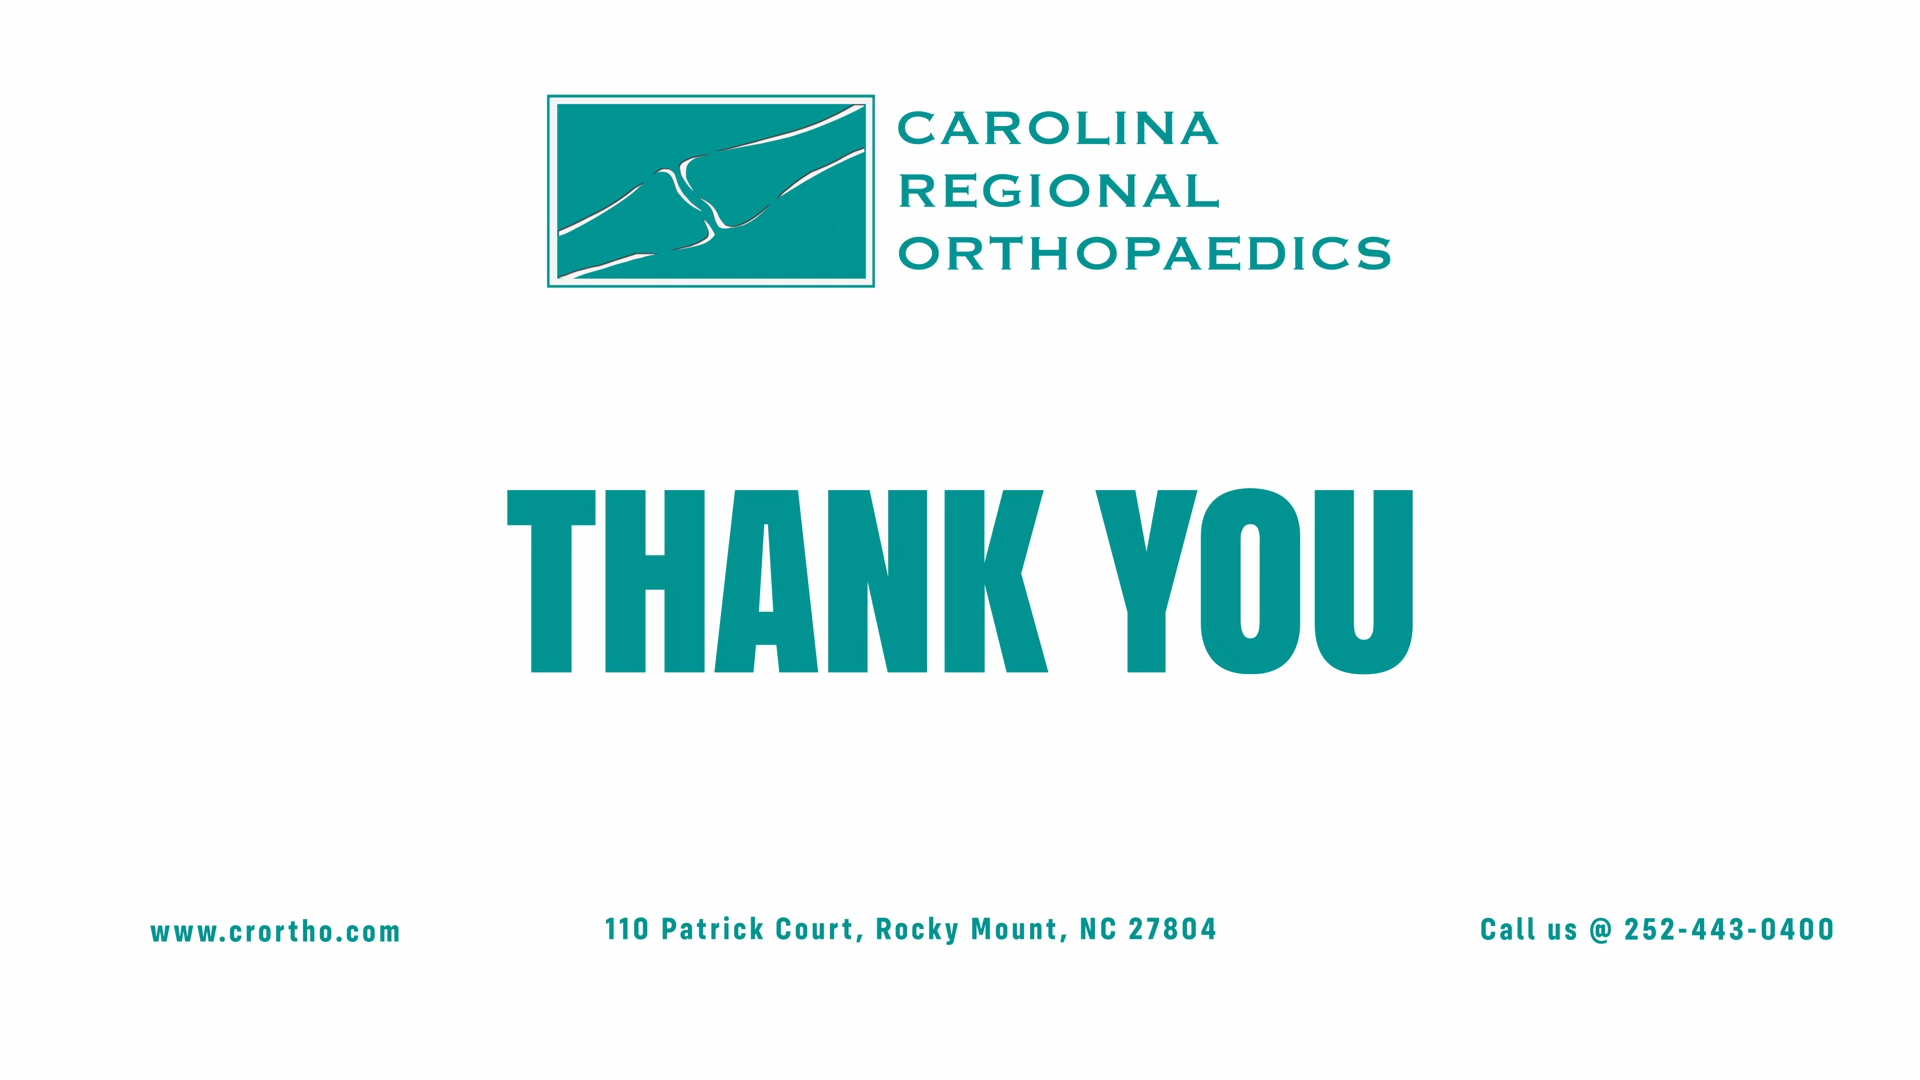 CAROLINA
REGIONAL
ORTHOPAEDICS
THANK YOU
www.crortho.com
110 Patrick Court, Rocky Mount, NC 27804
Call us @ 252-443-0400